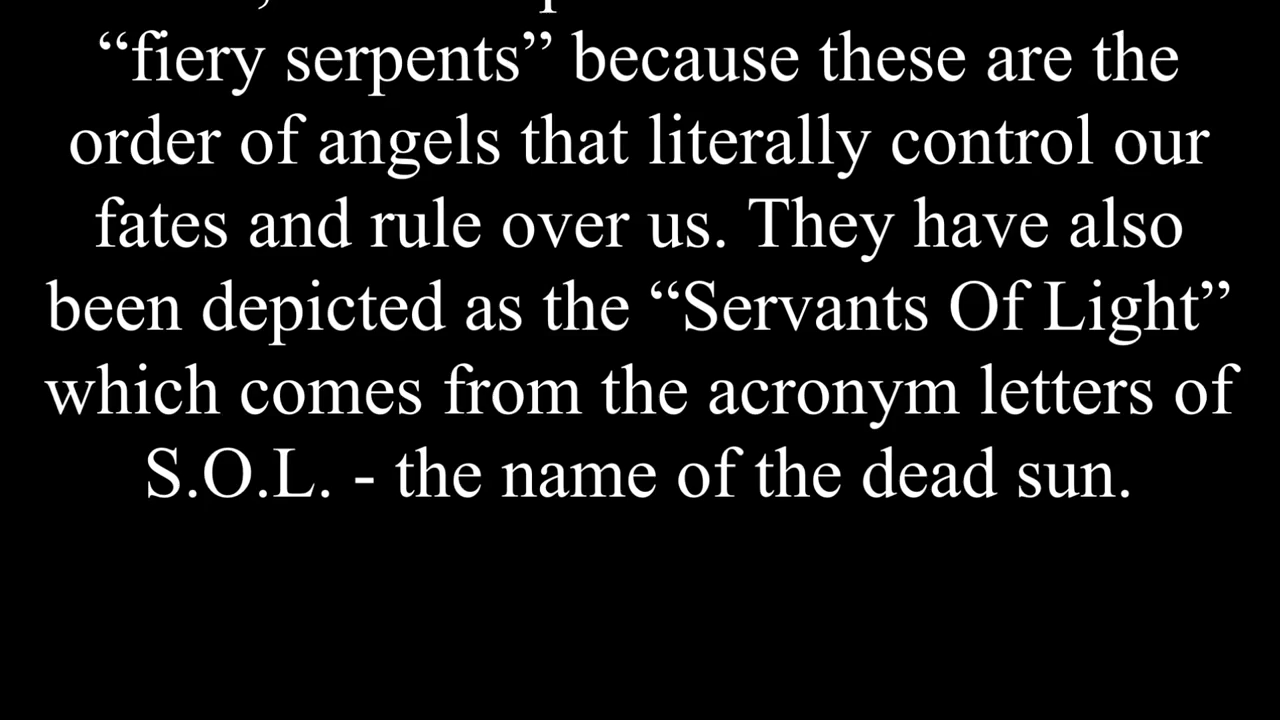 “fiery serpents” because these are the
order of angels that literally control our
fates and rule over us. They have also
been depicted as the “Servants Of Light”
which comes from the acronym letters of
S.O.L. - the name of the dead sun.